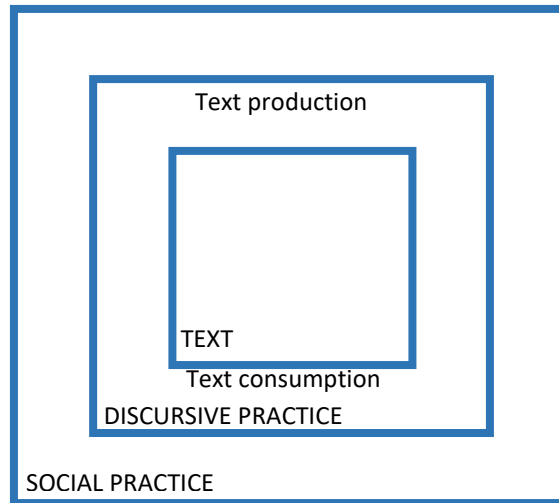 Text production
TEXT
Text consumption
DISCURSIVE PRACTICE
SOCIAL PRACTICE